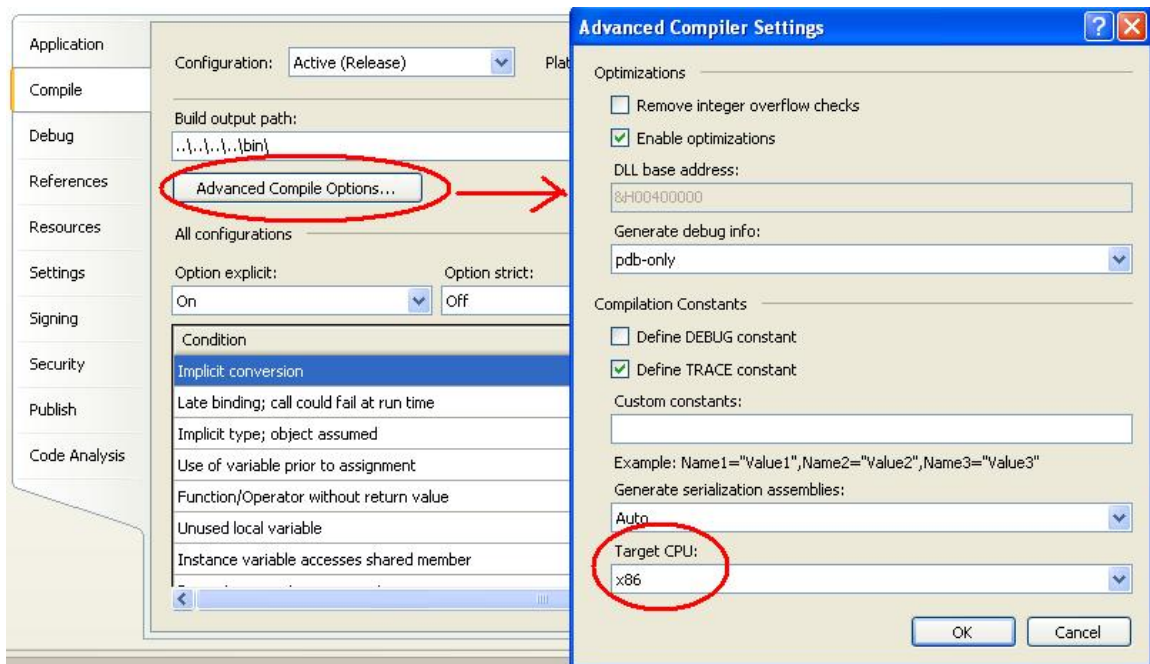 Application
Compile
Debug
References
Resources
Settings
Signing
Security
Publish
Code Analysis
Configuration: Active (Release) Plat
Build output path:
..\..\..\..\bin\
Advanced Compile Options...
All configurations
Option explicit: Option strict:
On Off
Condition
Implicit conversion
Late binding; call could fail at run time
Implicit type; object assumed
Use of variable prior to assignment
Function/Operator without return value
Unused local variable
Instance variable accesses shared member
Advanced Compiler Settings
Optimizations
Remove integer overflow checks
Enable optimizations
DLL base address:
&H00400000
Generate debug info:
pdb-only
Compilation Constants
Define DEBUG constant
Define TRACE constant
Custom constants:
Example: Name1="Value1",Name2="Value2",Name3="Value3"
Generate serialization assemblies:
Auto
Target CPU:
x86
OK Cancel